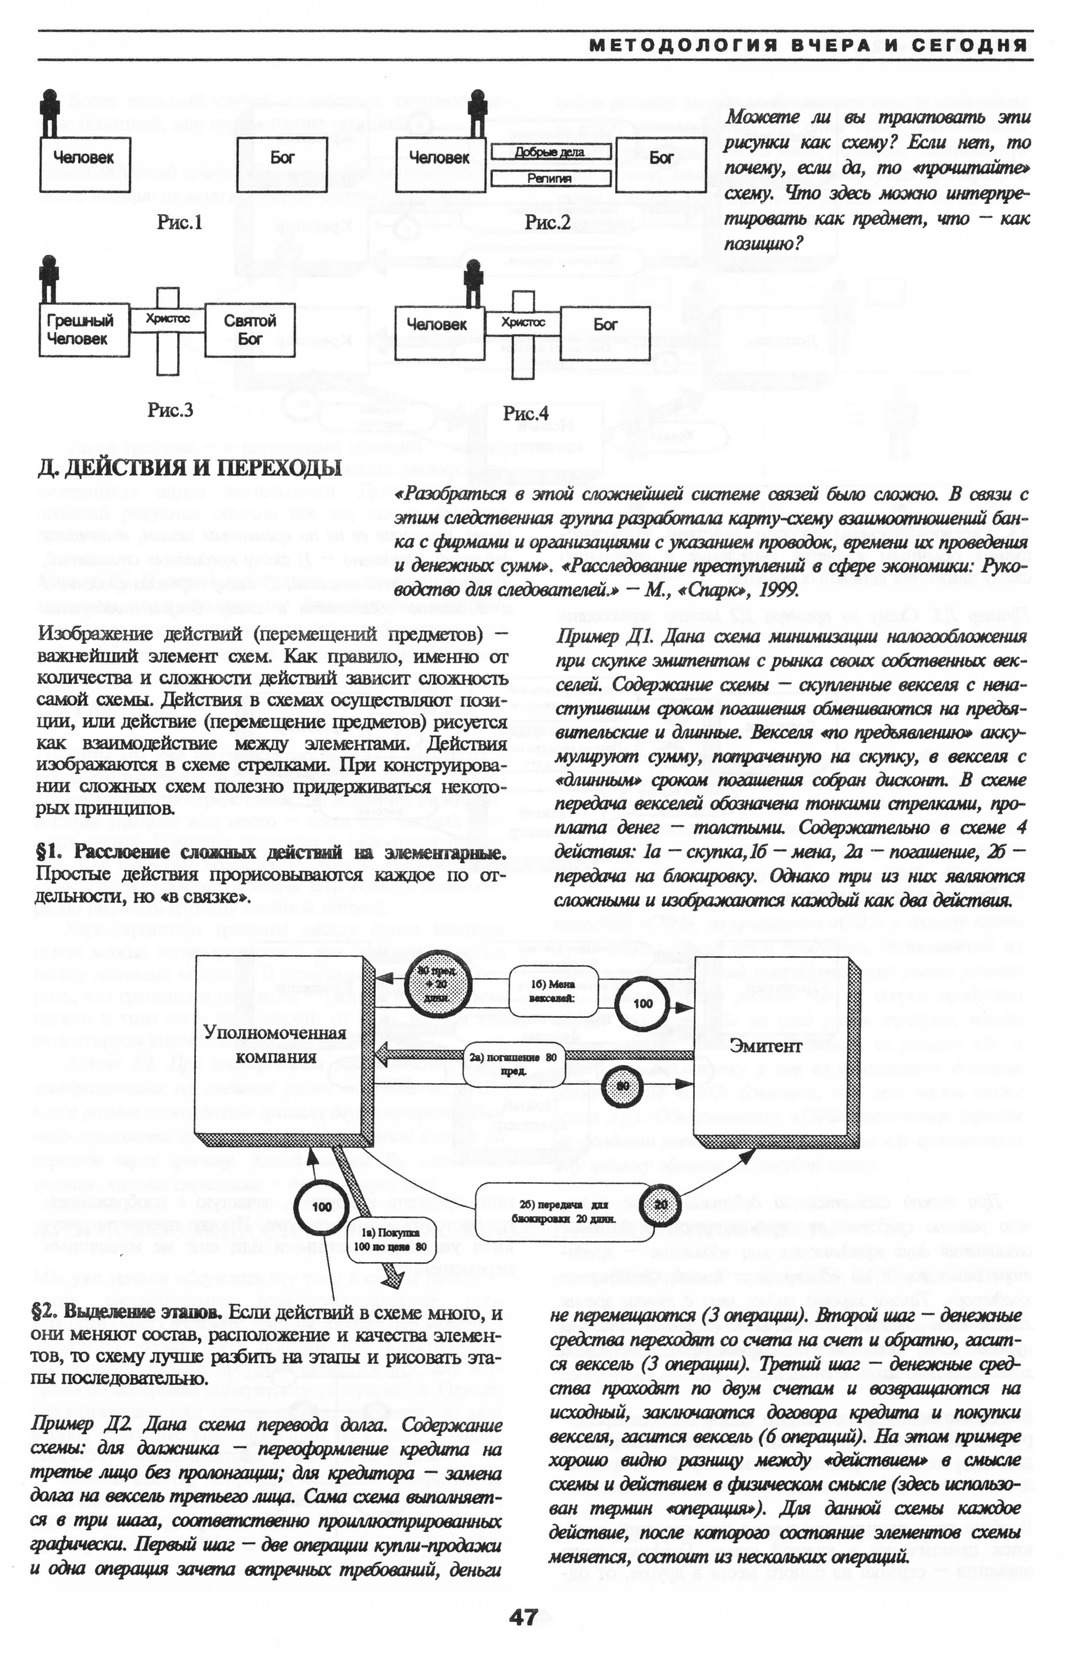 МЕТОДОЛОГИЯ ВЧЕРА И СЕГОДНЯ
Человек
Бог
Рис.1
Человек
Добрые дела
Религия
Бог
Рис.2
Можете ли вы трактовать эти
рисунки как схему? Если нет, то
почему, если да, то «прочитайте»
схему. Что здесь можно интерпре-
тировать как предмет, что — как
позицию?
Грешный
Человек
Христос
Святой
Бог
Рис.3
Человек
Христос
Бог
Рис.4
Д. ДЕЙСТВИЯ И ПЕРЕХОДЫ
«Разобраться в этой сложнейшей системе связей было сложно. В связи с
этим следственная группа разработала карту-схему взаимоотношений бан-
ка с фирмами и организациями с указанием проводок, времени их проведения
и денежных сумм». «Расследование преступлений в сфере экономики: Руко-
водство для следователей.» — М., «Спарк», 1999.
Изображение действий (перемещений предметов) —
важнейший элемент схем. Как правило, именно от
количества и сложности действий зависит сложность
самой схемы. Действия в схемах осуществляют пози-
ции, или действие (перемещение предметов) рисуется
как взаимодействие между элементами. Действия
изображаются в схеме стрелками. При конструирова-
нии сложных схем полезно придерживаться некото-
рых принципов.
§1. Расслоение сложных действий на элементарные.
Простые действия прорисовываются каждое по от-
дельности, но «в связке».
Пример Д1. Дана схема минимизации налогообложения
при скупке эмитентом с рынка своих собственных век-
селей. Содержание схемы — скупленные векселя с нена-
ступившим сроком погашения обмениваются на предъя-
вительские и длинные. Векселя «по предъявлению» акку-
мулируют сумму, потраченную на скупку, в векселя с
«длинным» сроком погашения собран дисконт. В схеме
передача векселей обозначена тонкими стрелками, про-
плата денег — толстыми. Содержательно в схеме 4
действия: 1а — скупка,1б — мена, 2а — погашение, 2б —
передача на блокировку. Однако три из них являются
сложными и изображаются каждый как два действия.
Уполномоченная
компания
80 пред.
+ 20
длин.
1б) Мена
векселей:
100
Эмитент
2а) погашение 80
пред.
80
100
1а) Покупка
100 по цене 80
2б) передача для
блокировки 20 длин.
20
§2. Выделение этапов. Если действий в схеме много, и
они меняют состав, расположение и качества элемен-
тов, то схему лучше разбить на этапы и рисовать эта-
пы последовательно.
Пример Д2. Дана схема перевода долга. Содержание
схемы: для должника — переоформление кредита на
третье лицо без пролонгации; для кредитора — замена
долга на вексель третьего лица. Сама схема выполняет-
ся в три шага, соответственно проиллюстрированных
графически. Первый шаг — две операции купли-продажи
и одна операция зачета встречных требований, деньги
не перемещаются (3 операции). Второй шаг — денежные
средства переходят со счета на счет и обратно, гасит-
ся вексель (3 операции). Третий шаг — денежные сред-
ства проходят по двум счетам и возвращаются на
исходный, заключаются договора кредита и покупки
векселя, гасится вексель (6 операций). На этом примере
хорошо видно разницу между «действием» в смысле
схемы и действием в физическом смысле (здесь использо-
ван термин «операция»). Для данной схемы каждое
действие, после которого состояние элементов схемы
меняется, состоит из нескольких операций.
47